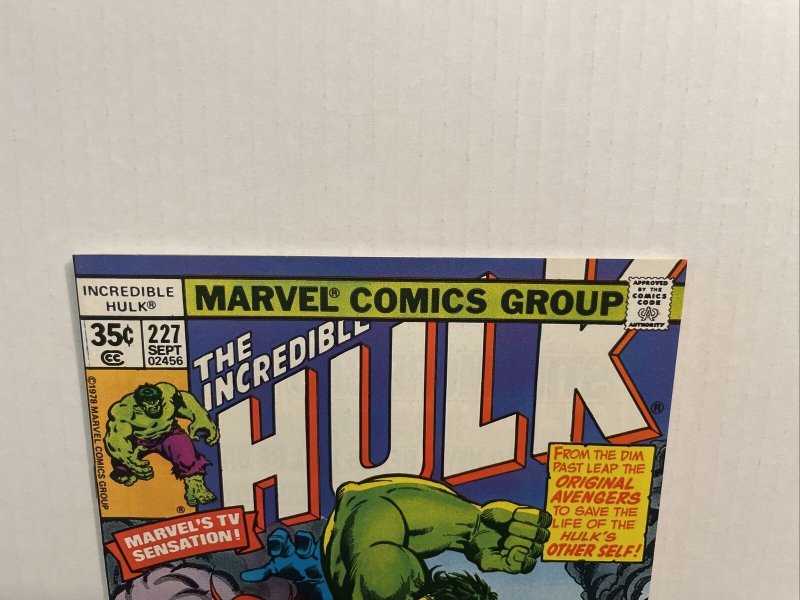 INCREDIBLE
HULK®
MARVEL® COMICS GROUP
APPROVED
BY THE
COMICS
CODE
AUTHORITY
35¢
CC
227
SEPT
02456
THE
INCREDIBLE
HULK
®
©1978 MARVEL COMICS GROUP
®
MARVEL'S TV
SENSATION!
FROM THE DIM
PAST LEAP THE
ORIGINAL
AVENGERS
TO SAVE THE
LIFE OF THE
HULK'S
OTHER SELF!